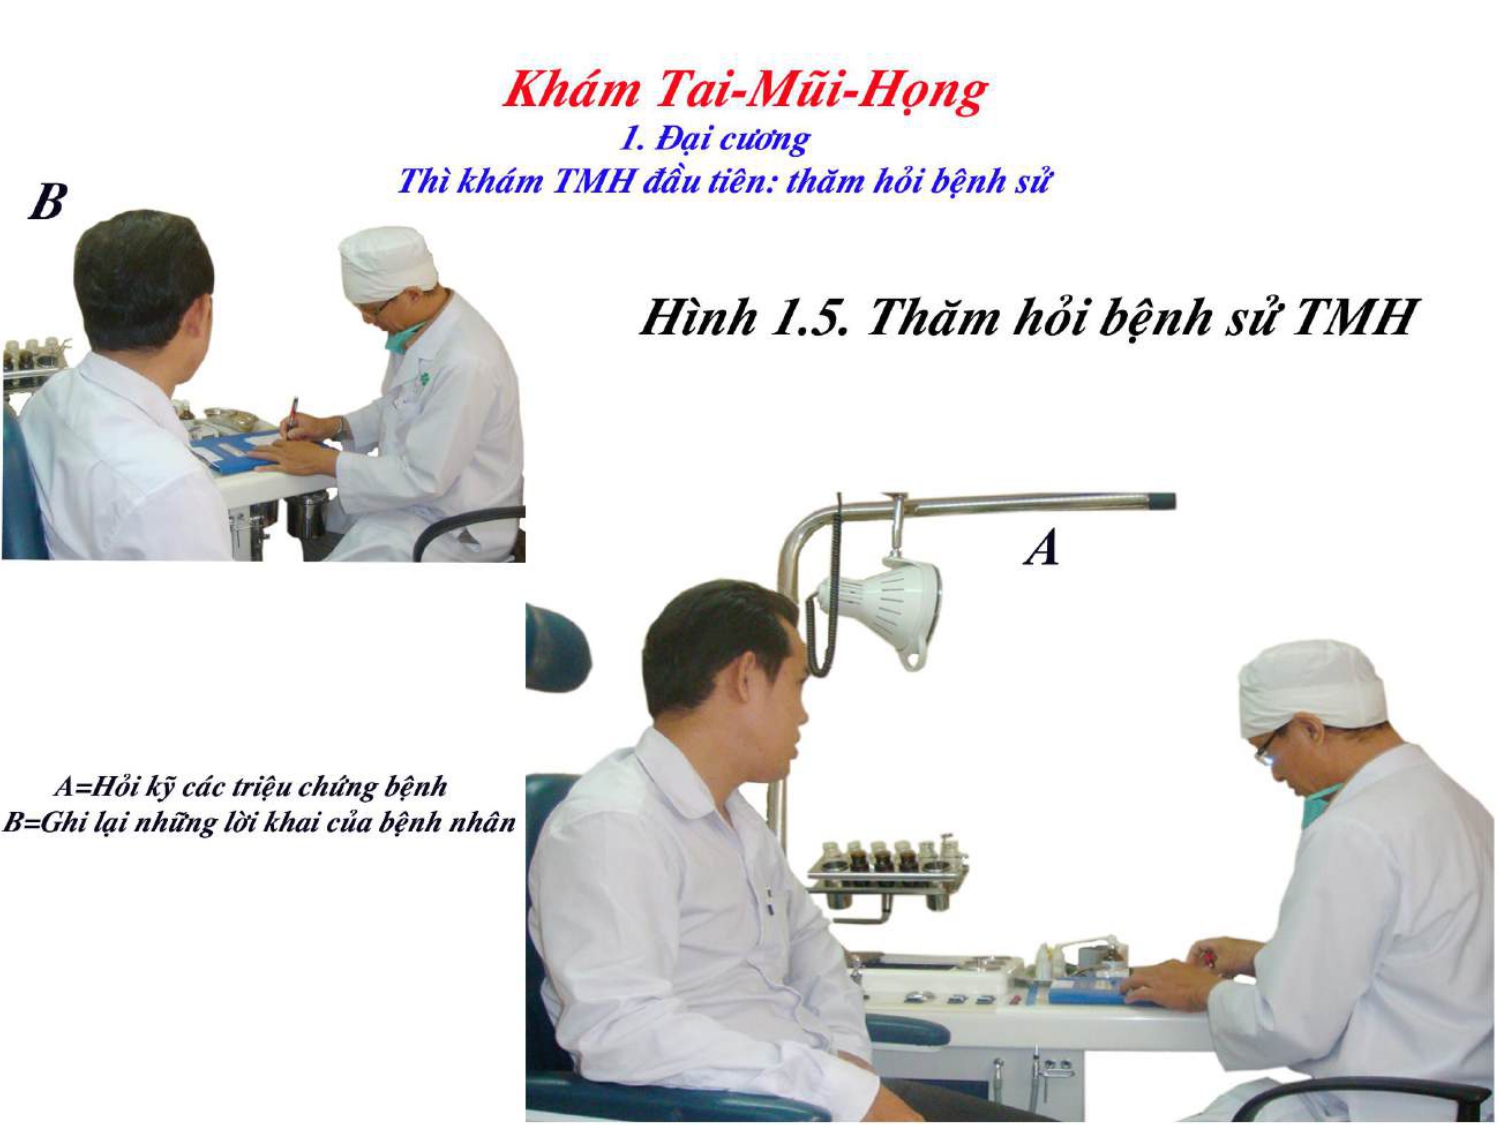 Khám Tai-Mũi-Họng
1. Đại cương
Thì khám TMH đầu tiên: thăm hỏi bệnh sử
B
Hình 1.5. Thăm hỏi bệnh sử TMH
A
A=Hỏi kỹ các triệu chứng bệnh
B=Ghi lại những lời khai của bệnh nhân